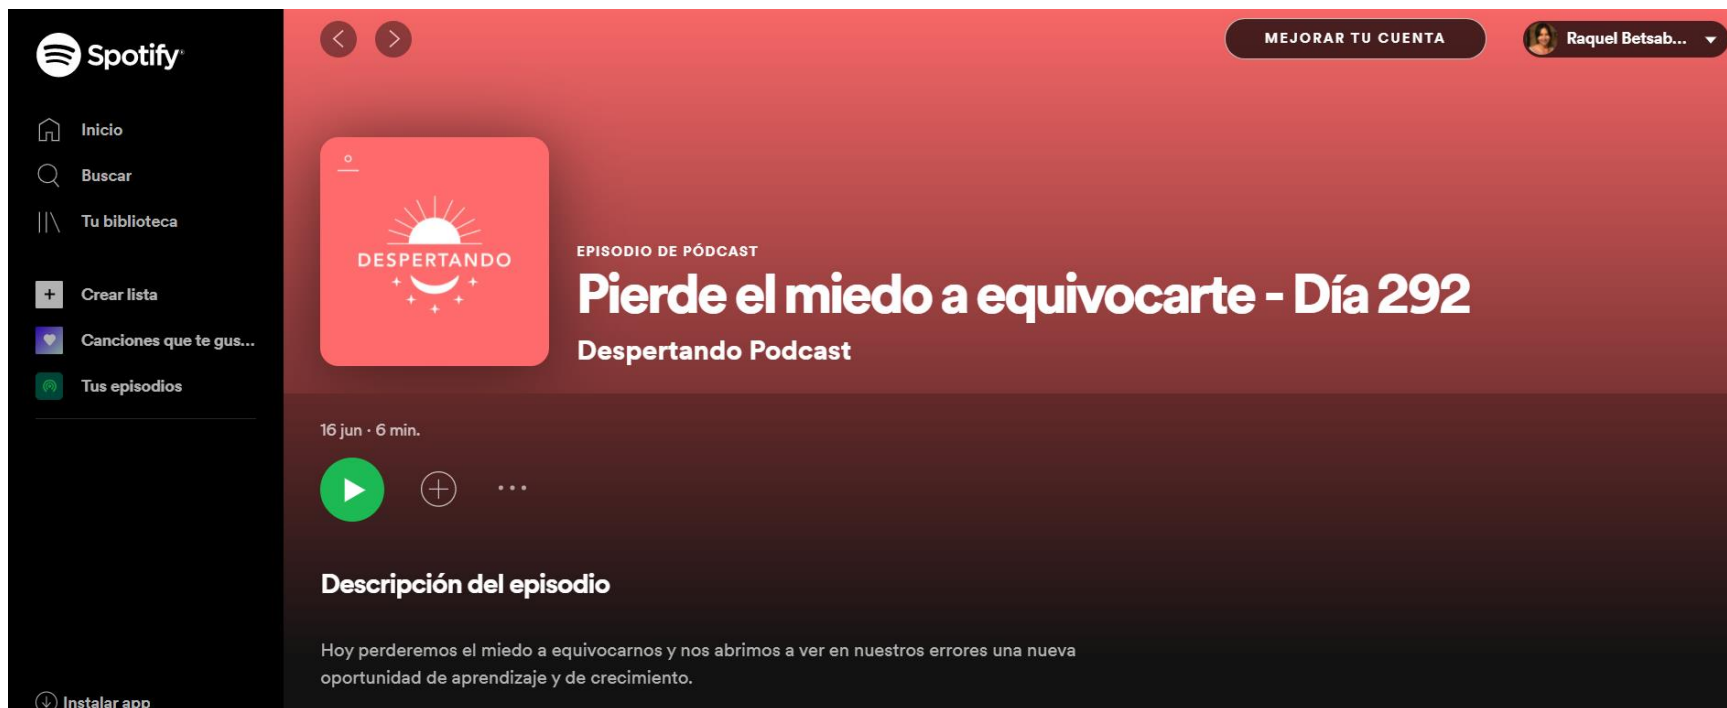 Spotify
Inicio
Buscar
Tu biblioteca
Crear lista
Canciones que te gus...
Tus episodios
Instalar app
MEJORAR TU CUENTA
Raquel Betsab...
DESPERTANDO
EPISODIO DE PÓDCAST
Pierde el miedo a equivocarte - Día 292
Despertando Podcast
16 jun · 6 min.
Descripción del episodio
Hoy perderemos el miedo a equivocarnos y nos abrimos a ver en nuestros errores una nueva
oportunidad de aprendizaje y de crecimiento.